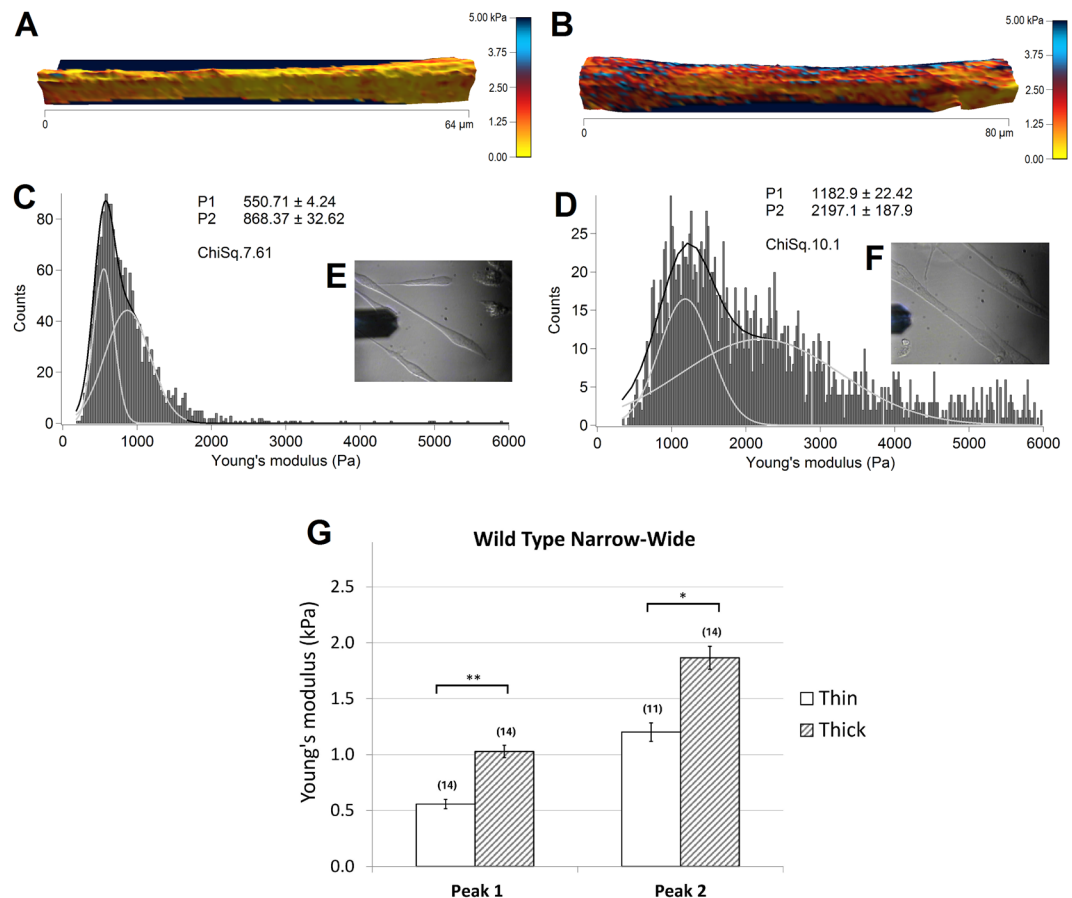 A
5.00 kPa
3.75
2.50
1.25
0.00
0
64 µm
B
5.00 kPa
3.75
2.50
1.25
0.00
0
80 µm
C
P1 550.71 ± 4.24
P2 868.37 ± 32.62
ChiSq.7.61
E
Counts
80
60
40
20
0
0 1000 2000 3000 4000 5000 6000
Young's modulus (Pa)
D
P1 1182.9 ± 22.42
P2 2197.1 ± 187.9
ChiSq.10.1
F
Counts
25
20
15
10
5
0
0 1000 2000 3000 4000 5000 6000
Young's modulus (Pa)
G
Wild Type Narrow-Wide
Young's modulus (kPa)
2.5
2.0
1.5
1.0
0.5
0.0
**
(14)
(14)
*
(11)
(14)
Thin
Thick
Peak 1
Peak 2